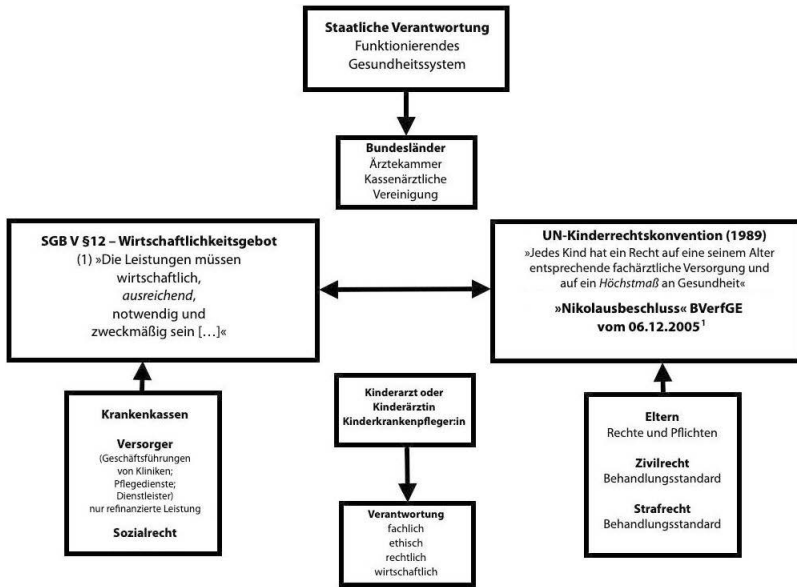 Staatliche Verantwortung
Funktionierendes
Gesundheitssystem
Bundesländer
Ärztekammer
Kassenärztliche
Vereinigung
SGB V §12 – Wirtschaftlichkeitsgebot
(1) »Die Leistungen müssen
wirtschaftlich,
ausreichend,
notwendig und
zweckmäßig sein […]«
UN-Kinderrechtskonvention (1989)
»Jedes Kind hat ein Recht auf eine seinem Alter
entsprechende fachärztliche Versorgung und
auf ein Höchstmaß an Gesundheit«
»Nikolausbeschluss« BVerfGE
vom 06.12.2005¹
Krankenkassen
Versorger
(Geschäftsführungen
von Kliniken;
Pflegedienste;
Dienstleister)
nur refinanzierte Leistung
Sozialrecht
Kinderarzt oder
Kinderärztin
Kinderkrankenpfleger:in
Verantwortung
fachlich
ethisch
rechtlich
wirtschaftlich
Eltern
Rechte und Pflichten
Zivilrecht
Behandlungsstandard
Strafrecht
Behandlungsstandard